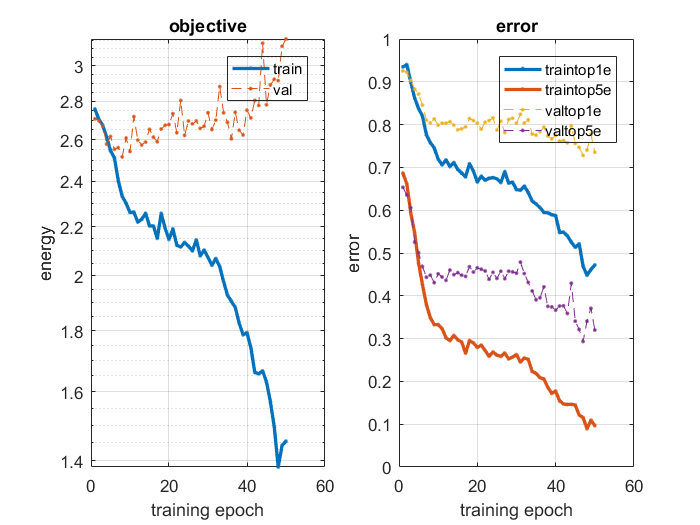 objective
3
2.8
2.6
2.4
2.2
2
1.8
1.6
1.4
energy
0
20
40
60
training epoch
train
val
error
1
0.9
0.8
0.7
0.6
0.5
0.4
0.3
0.2
0.1
0
error
0
20
40
60
training epoch
traintop1e
traintop5e
valtop1e
valtop5e